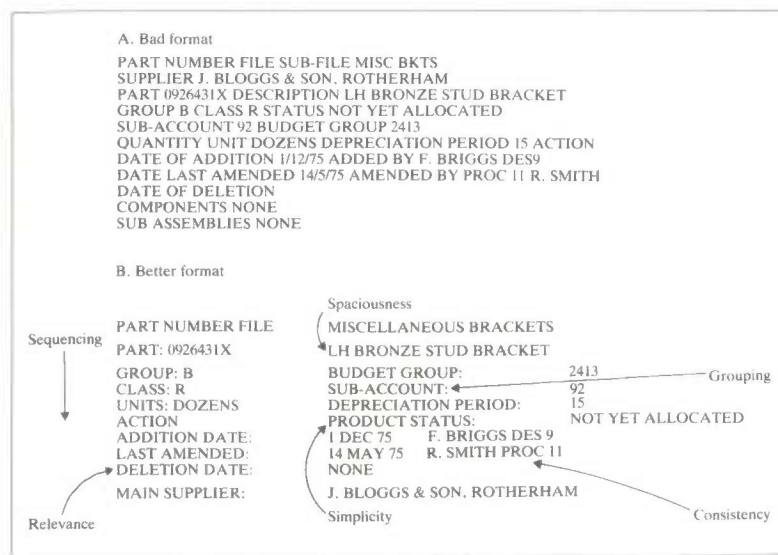 A. Bad format
PART NUMBER FILE SUB-FILE MISC BKTS
SUPPLIER J. BLOGGS & SON, ROTHERHAM
PART 0926431X DESCRIPTION LH BRONZE STUD BRACKET
GROUP B CLASS R STATUS NOT YET ALLOCATED
SUB-ACCOUNT 92 BUDGET GROUP 2413
QUANTITY UNIT DOZENS DEPRECIATION PERIOD 15 ACTION
DATE OF ADDITION 1/12/75 ADDED BY F. BRIGGS DES9
DATE LAST AMENDED 14/5/75 AMENDED BY PROC 11 R. SMITH
DATE OF DELETION
COMPONENTS NONE
SUB ASSEMBLIES NONE
B. Better format
Spaciousness
PART NUMBER FILE MISCELLANEOUS BRACKETS
Sequencing
PART: 0926431X LH BRONZE STUD BRACKET
GROUP: B BUDGET GROUP: 2413
CLASS: R SUB-ACCOUNT: 92 Grouping
UNITS: DOZENS DEPRECIATION PERIOD: 15
ACTION PRODUCT STATUS: NOT YET ALLOCATED
ADDITION DATE: 1 DEC 75 F. BRIGGS DES 9
LAST AMENDED: 14 MAY 75 R. SMITH PROC 11
DELETION DATE: NONE
MAIN SUPPLIER: J. BLOGGS & SON, ROTHERHAM
Relevance Simplicity Consistency